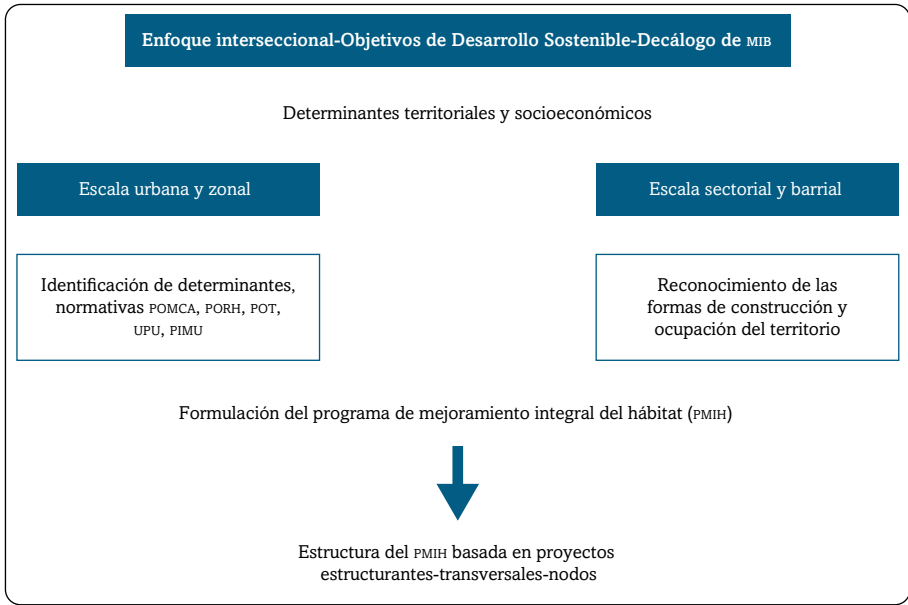 Enfoque interseccional-Objetivos de Desarrollo Sostenible-Decálogo de MIB
Determinantes territoriales y socioeconómicos
Escala urbana y zonal
Escala sectorial y barrial
Identificación de determinantes,
normativas POMCA, PORH, POT,
UPU, PIMU
Reconocimiento de las
formas de construcción y
ocupación del territorio
Formulación del programa de mejoramiento integral del hábitat (PMIH)
Estructura del PMIH basada en proyectos
estructurantes-transversales-nodos